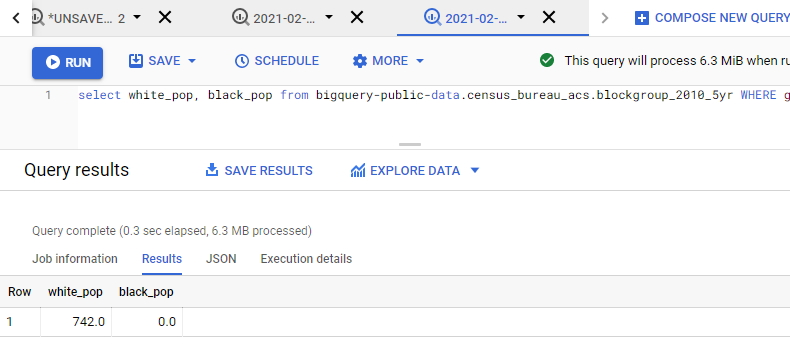 *UNSAVE... 2 2021-02-... 2021-02-... COMPOSE NEW QUERY
RUN SAVE SCHEDULE MORE This query will process 6.3 MiB when ru
1 select white_pop, black_pop from bigquery-public-data.census_bureau_acs.blockgroup_2010_5yr WHERE g
Query results SAVE RESULTS EXPLORE DATA
Query complete (0.3 sec elapsed, 6.3 MB processed)
Job information Results JSON Execution details
Row white_pop black_pop
1 742.0 0.0